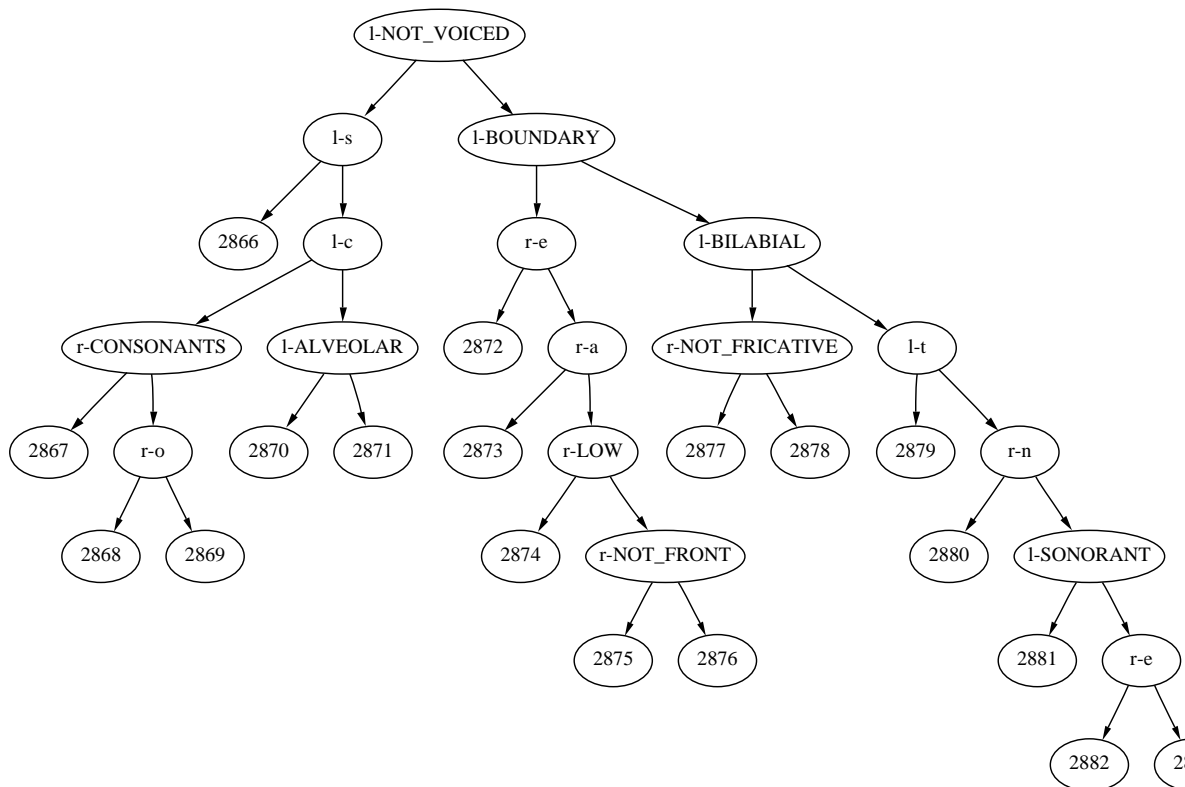 l-NOT_VOICED
l-s
l-BOUNDARY
2866
l-c
r-e
l-BILABIAL
r-CONSONANTS
l-ALVEOLAR
2872
r-a
r-NOT_FRICATIVE
l-t
2867
r-o
2870
2871
2873
r-LOW
2877
2878
2879
r-n
2868
2869
2874
r-NOT_FRONT
2880
l-SONORANT
2875
2876
2881
r-e
2882